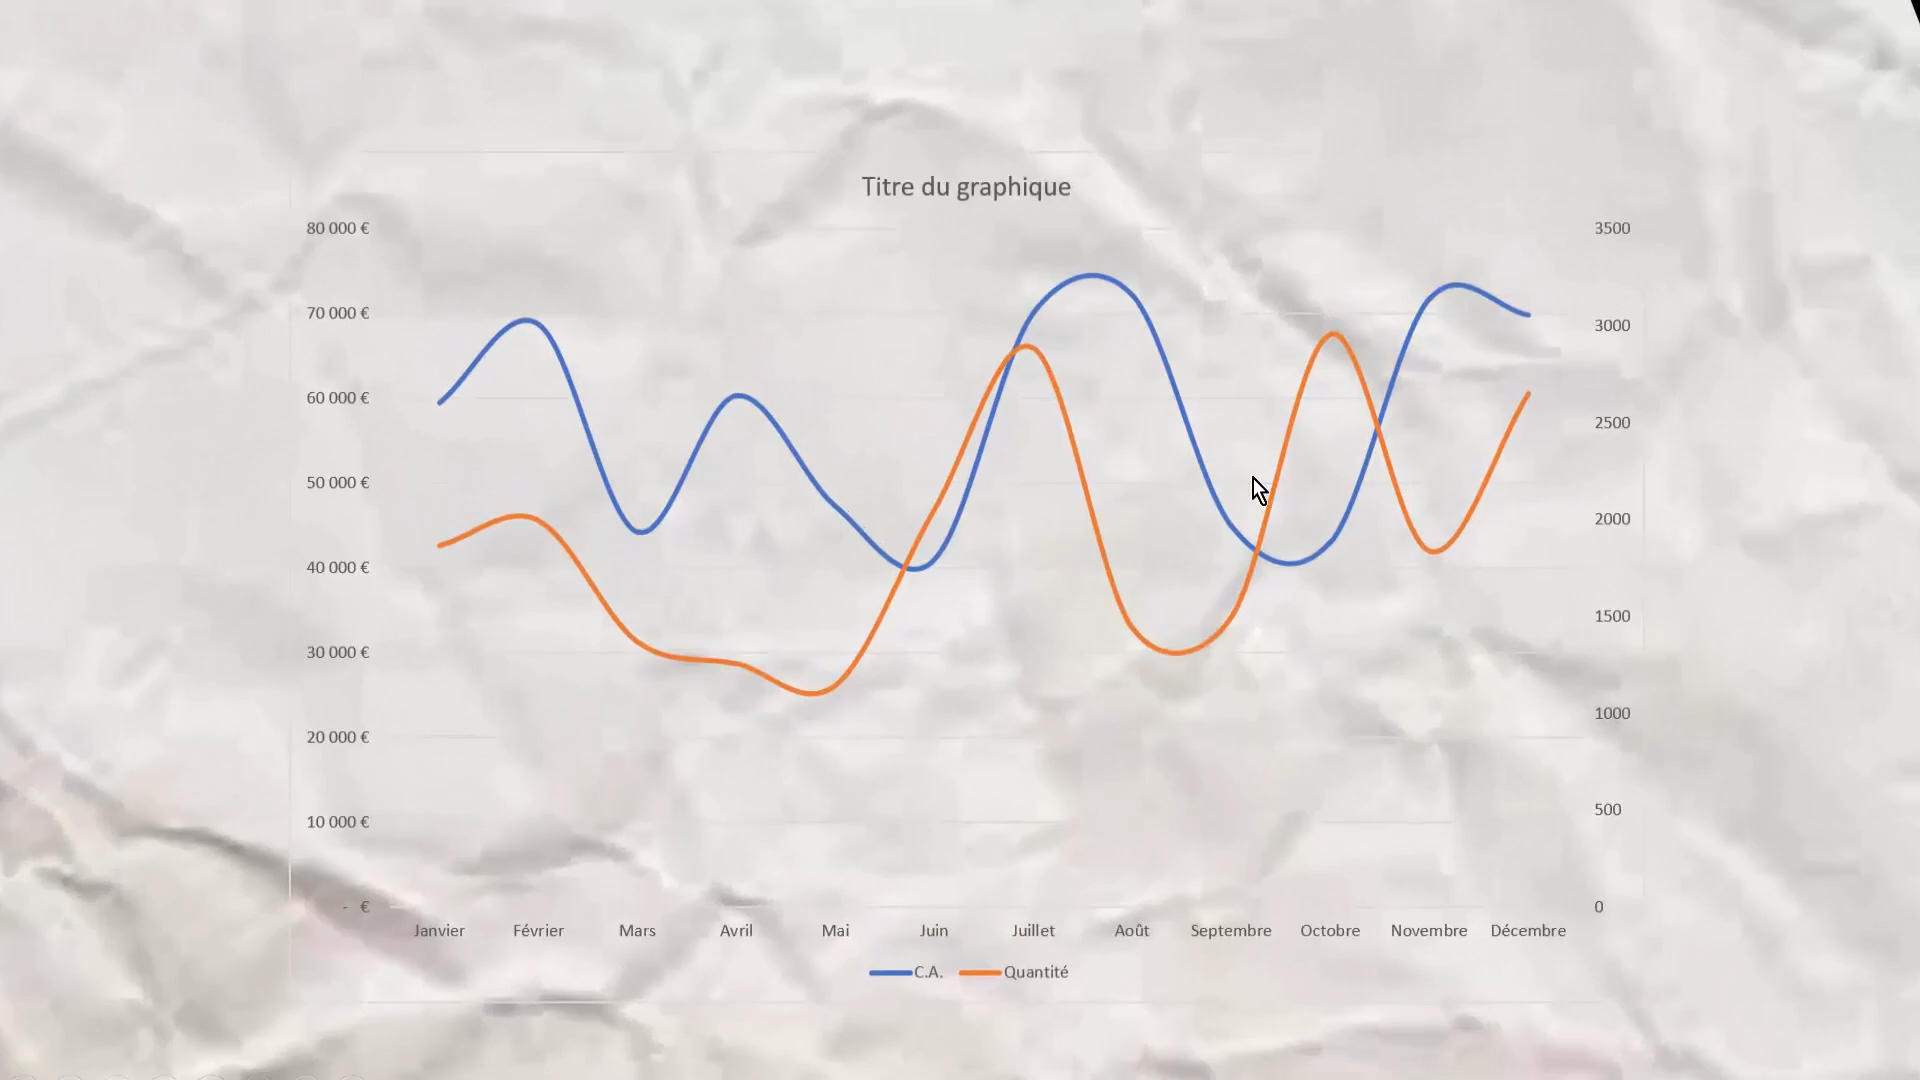 Titre du graphique
80 000 € 3500
70 000 € 3000
60 000 € 2500
50 000 € 2000
40 000 € 1500
30 000 € 1000
20 000 € 500
10 000 € 0
- €
Janvier Février Mars Avril Mai Juin Juillet Août Septembre Octobre Novembre Décembre
C.A. Quantité